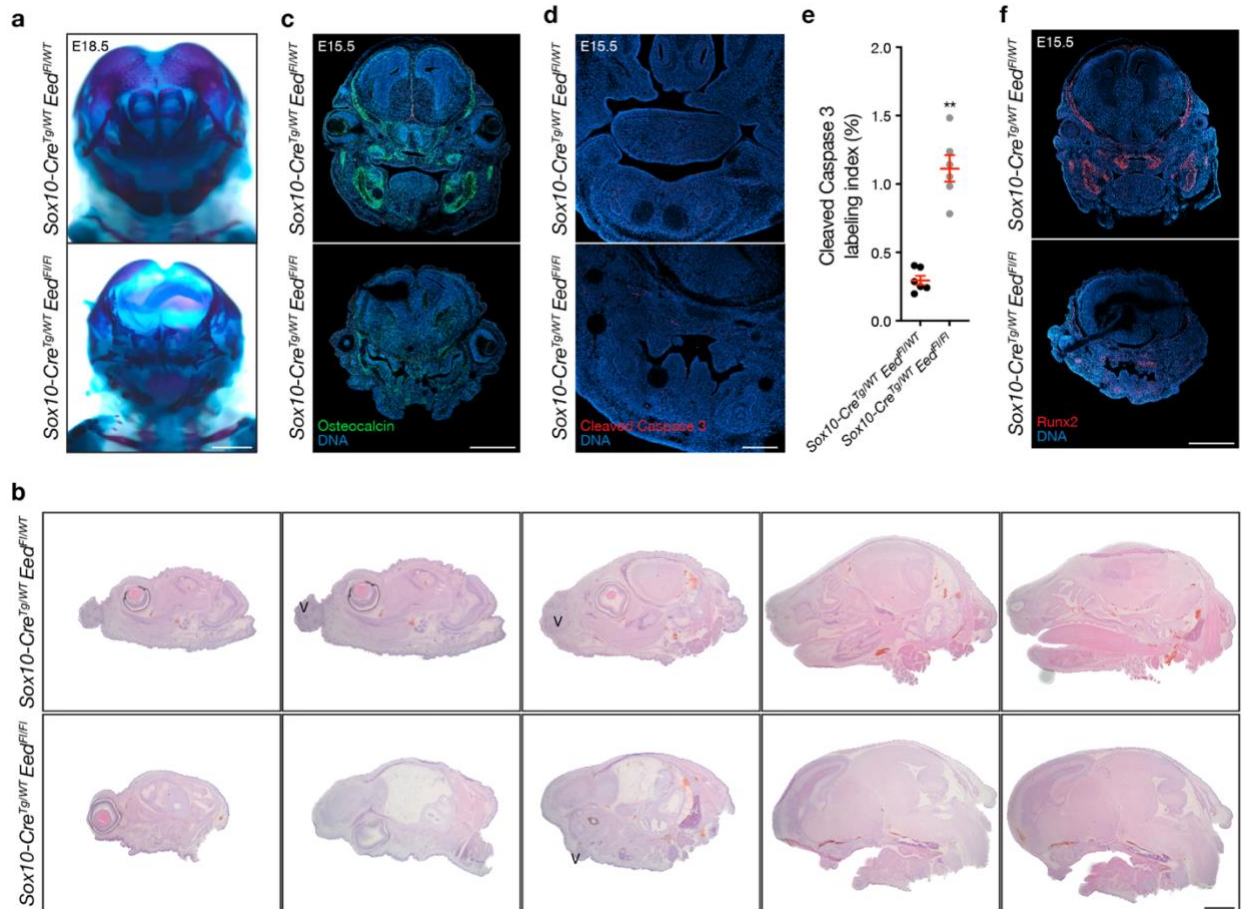 a
Sox10-Cre^Tg/WT Eed^Fl/WT
E18.5
Sox10-Cre^Tg/WT Eed^Fl/Fl
c
Sox10-Cre^Tg/WT Eed^Fl/WT
E15.5
Sox10-Cre^Tg/WT Eed^Fl/Fl
Osteocalcin
DNA
d
Sox10-Cre^Tg/WT Eed^Fl/WT
E15.5
Sox10-Cre^Tg/WT Eed^Fl/Fl
Cleaved Caspase 3
DNA
e
Cleaved Caspase 3
labeling index (%)
2.0
1.5
1.0
0.5
0.0
**
Sox10-Cre^Tg/WT Eed^Fl/WT
Sox10-Cre^Tg/WT Eed^Fl/Fl
f
Sox10-Cre^Tg/WT Eed^Fl/WT
E15.5
Sox10-Cre^Tg/WT Eed^Fl/Fl
Runx2
DNA
b
Sox10-Cre^Tg/WT Eed^Fl/WT
V
V
Sox10-Cre^Tg/WT Eed^Fl/Fl
V